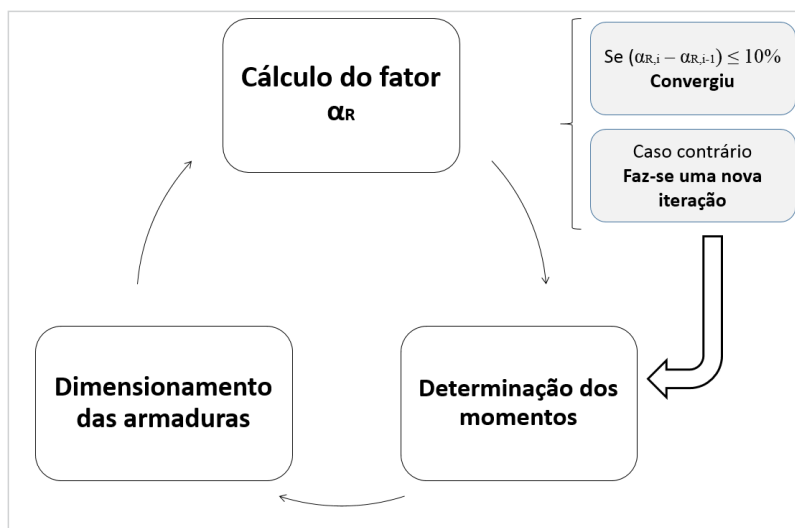 Cálculo do fator
αR
Se (αR,i – αR,i-1) ≤ 10%
Convergiu
Caso contrário
Faz-se uma nova
iteração
Determinação dos
momentos
Dimensionamento
das armaduras